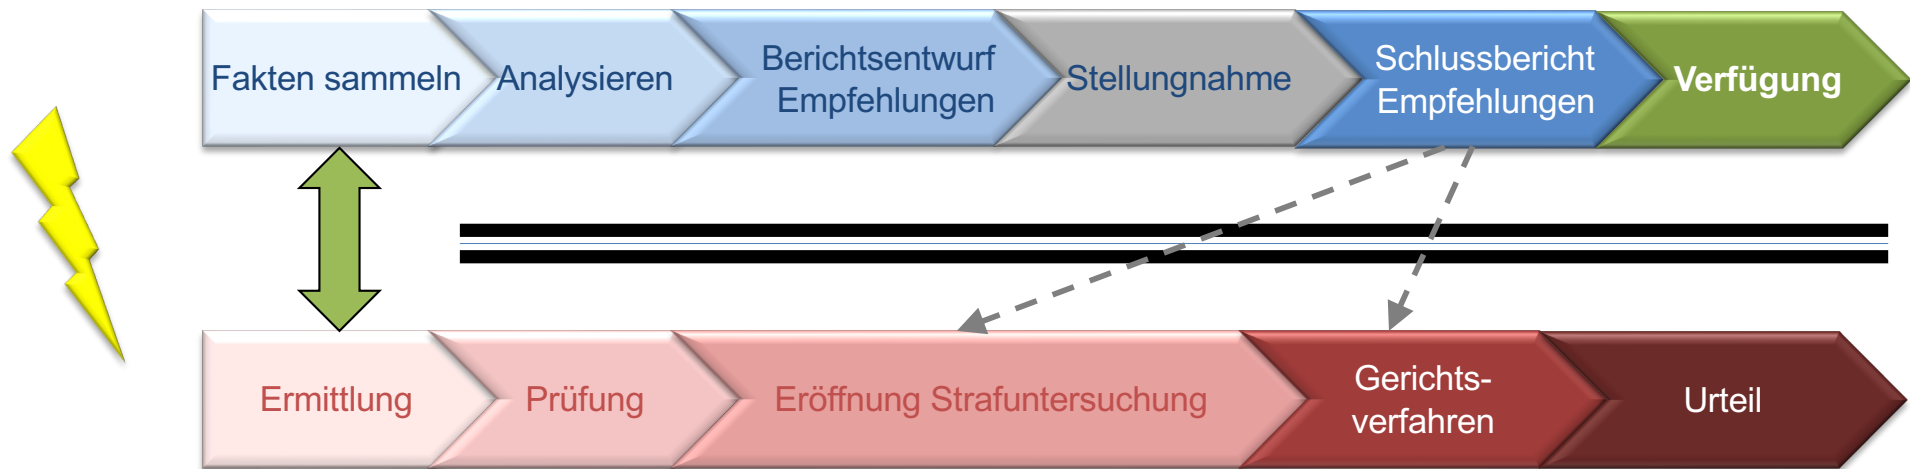 Fakten sammeln
Analysieren
Berichtsentwurf
Empfehlungen
Stellungnahme
Schlussbericht
Empfehlungen
Verfügung
Ermittlung
Prüfung
Eröffnung Strafuntersuchung
Gerichts-
verfahren
Urteil